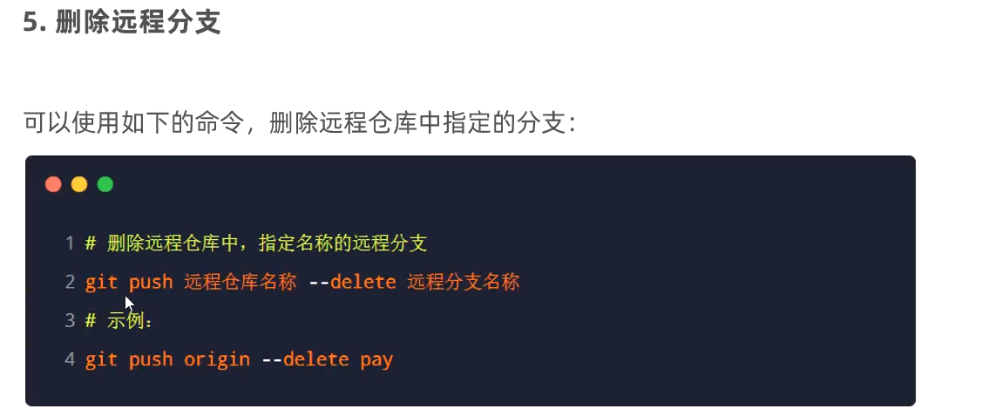 5. 删除远程分支
可以使用如下的命令，删除远程仓库中指定的分支：
1 # 删除远程仓库中，指定名称的远程分支
2 git push 远程仓库名称 --delete 远程分支名称
3 # 示例：
4 git push origin --delete pay